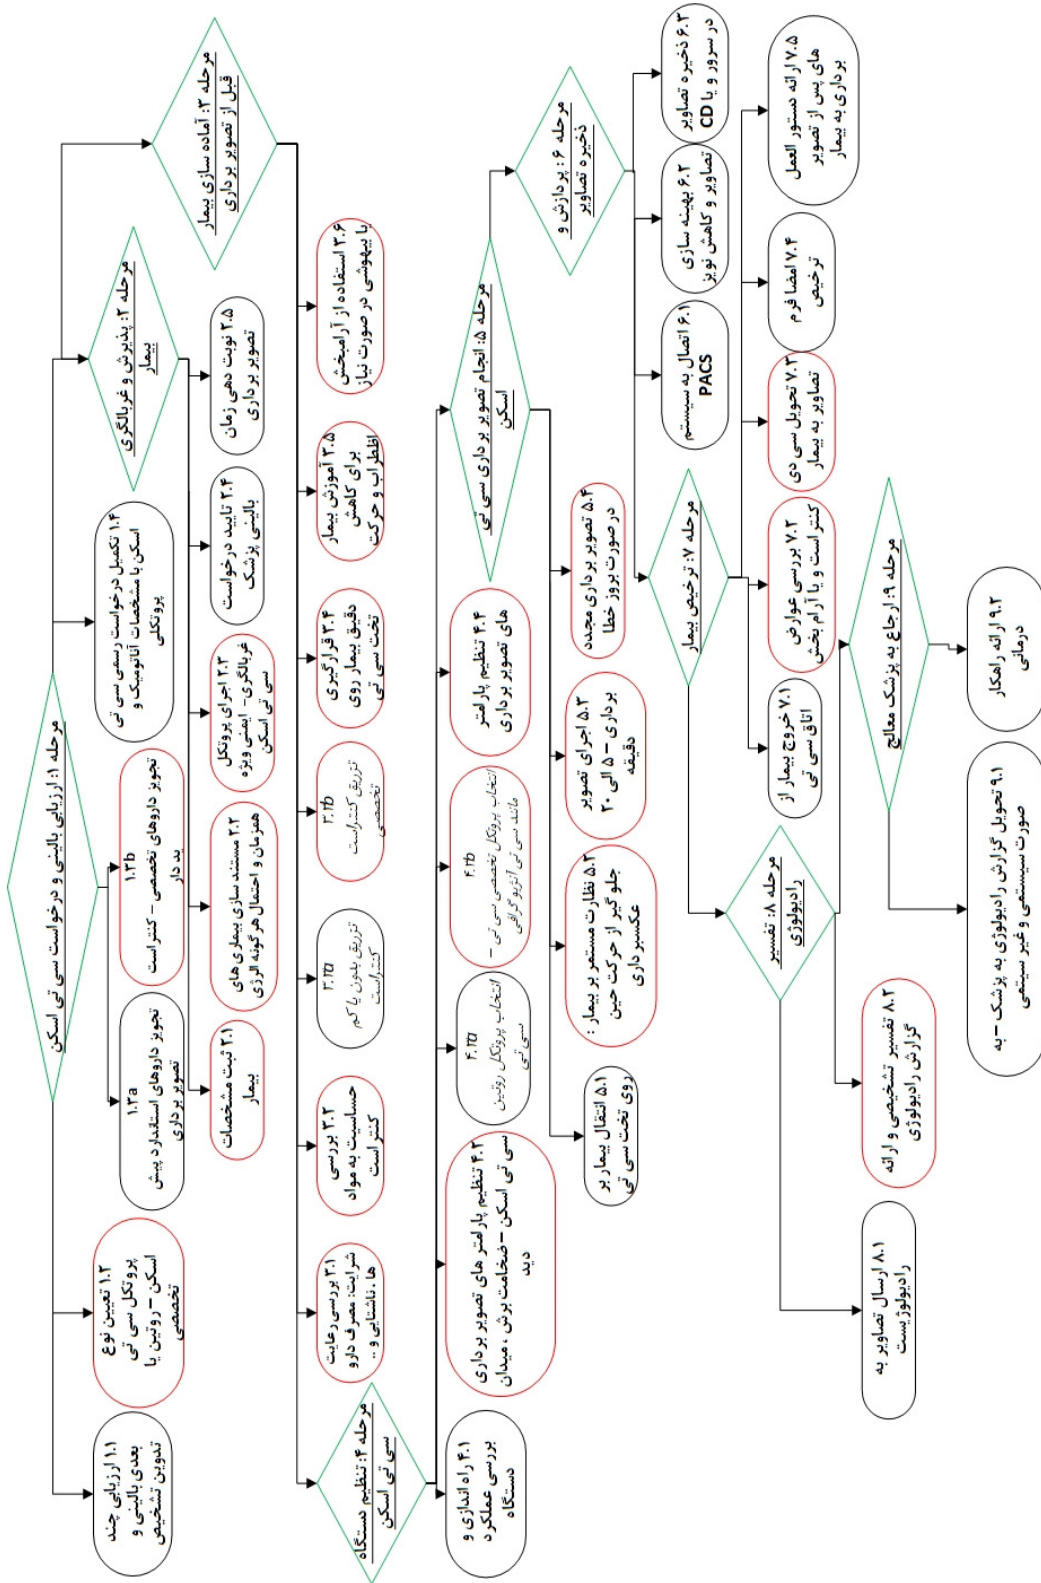 مرحله ۱: ارزیابی بالینی و درخواست سی تی اسکن
۱.۱ ارزیابی چند
بعدی بالینی و
تدوین تشخیص
۱.۲ تعیین نوع
پروتکل سی تی
اسکن – روتین یا
تخصصی
۱.۳a
تجویز داروهای استاندارد پیش
تصویر برداری
۱.۳b
تجویز داروهای تخصصی – کنتراست
ید دار
۱.۴ تکمیل درخواست رسمی سی تی
اسکن با مشخصات آناتومیک و
پروتکلی
مرحله ۲: پذیرش و غربالگری
بیمار
۲.۱ ثبت مشخصات
بیمار
۲.۲ مستند سازی بیماری های
همزمان و احتمال هر گونه الرژی
۲.۳ اجرای پروتکل
غربالگری - ایمنی ویژه
سی تی اسکن
۲.۴ تایید درخواست
بالینی پزشک
۲.۵ نوبت دهی زمان
تصویر برداری
مرحله ۳: آماده سازی بیمار
قبل از تصویر برداری
۳.۱ بررسی رعایت
شرایت: مصرف دارو
ها ، ناشتایی و ..
۳.۲ بررسی
حساسیت به مواد
کنتراست
۳.۳a
تزریق بدون یا کم
کنتراست
۳.۳b
تزریق کنتراست
تخصصی
۳.۴ قرارگیری
دقیق بیمار روی
تخت سی تی
۳.۵ آموزش بیمار
برای کاهش
اظطراب و حرکت
۳.۶ استفاده از آرامبخش
یا بیهوشی در صورت نیاز
مرحله ۴: تنظیم دستگاه
سی تی اسکن
۴.۱ راه اندازی و
بررسی عملکرد
دستگاه
۴.۲ تنظیم پارامتر های تصویر برداری
سی تی اسکن – ضخامت برش ، میدان
دید
۴.۳a
انتخاب پروتکل روتین
سی تی
۴.۳b
انتخاب پروتکل تخصصی سی تی -
مانند سی تی آنژیوگرافی
۴.۴ تنظیم پارامتر
های تصویر برداری
مرحله ۵: انجام تصویر برداری سی تی
اسکن
۵.۱ انتقال بیمار بر
روی تخت سی تی
۵.۲ نظارت مستمر بر بیمار :
جلوگیر از حرکت حین
عکسبرداری
۵.۳ اجرای تصویر
برداری – ۵ الی ۲۰
دقیقه
۵.۴ تصویر برداری مجدد
در صورت بروز خطا
مرحله ۶: پردازش و
ذخیره تصاویر
۶.۱ اتصال به سیستم
PACS
۶.۲ بهینه سازی
تصاویر و کاهش نویز
۶.۳ ذخیره تصاویر
در سرور و یا CD
مرحله ۷: ترخیص بیمار
۷.۱ خروج بیمار از
اتاق سی تی
۷.۲ بررسی عوارض
کنتراست و یا آرام بخش
۷.۳ تحویل سی دی
تصاویر به بیمار
۷.۴ امضا فرم
ترخیص
۷.۵ ارائه دستور العمل
های پس از تصویر
برداری به بیمار
مرحله ۸: تفسیر
رادیولوژی
۸.۱ ارسال تصاویر به
رادیولوژیست
۸.۲ تفسیر تشخیصی و ارائه
گزارش رادیولوژی
مرحله ۹: ارجاع به پزشک معالج
۹.۱ تحویل گزارش رادیولوژی به پزشک – به
صورت سیستمی و غیر سیتمی
۹.۲ ارائه راهکار
درمانی